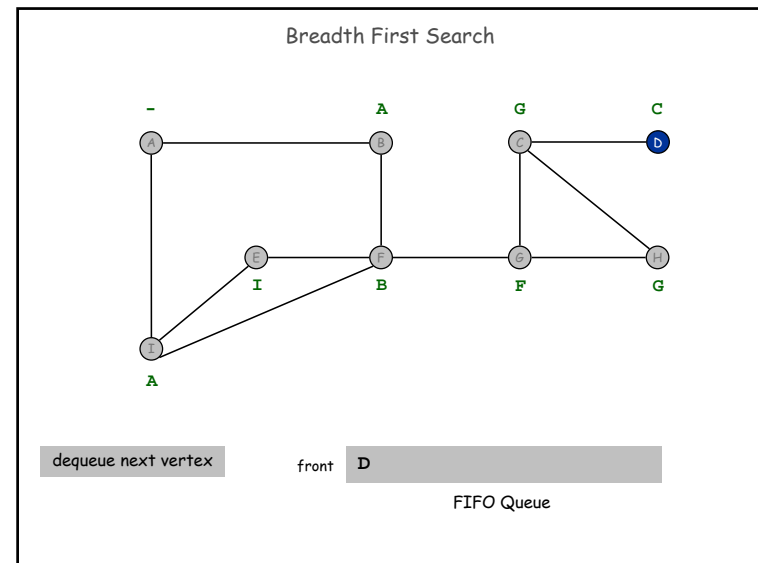 Breadth First Search
- A G C
A B C D
E F G H
I B F G
I
A
dequeue next vertex front D
FIFO Queue